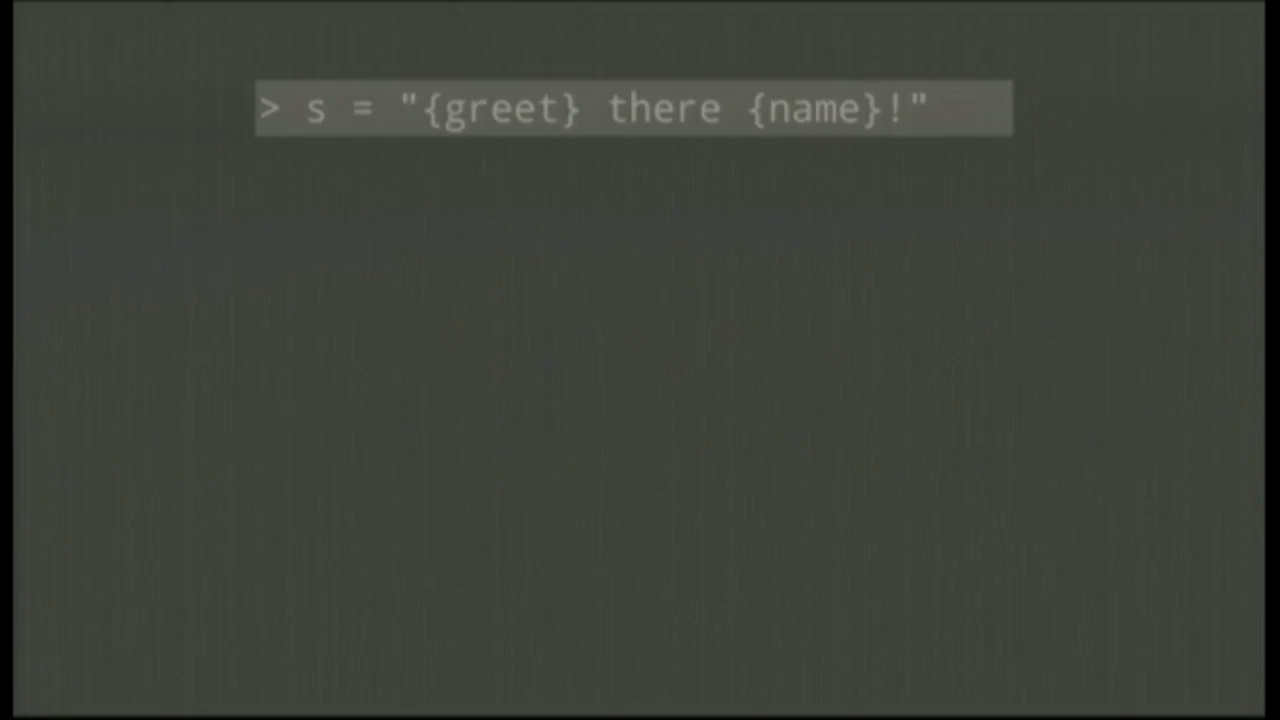 > s = "{greet} there {name}!"